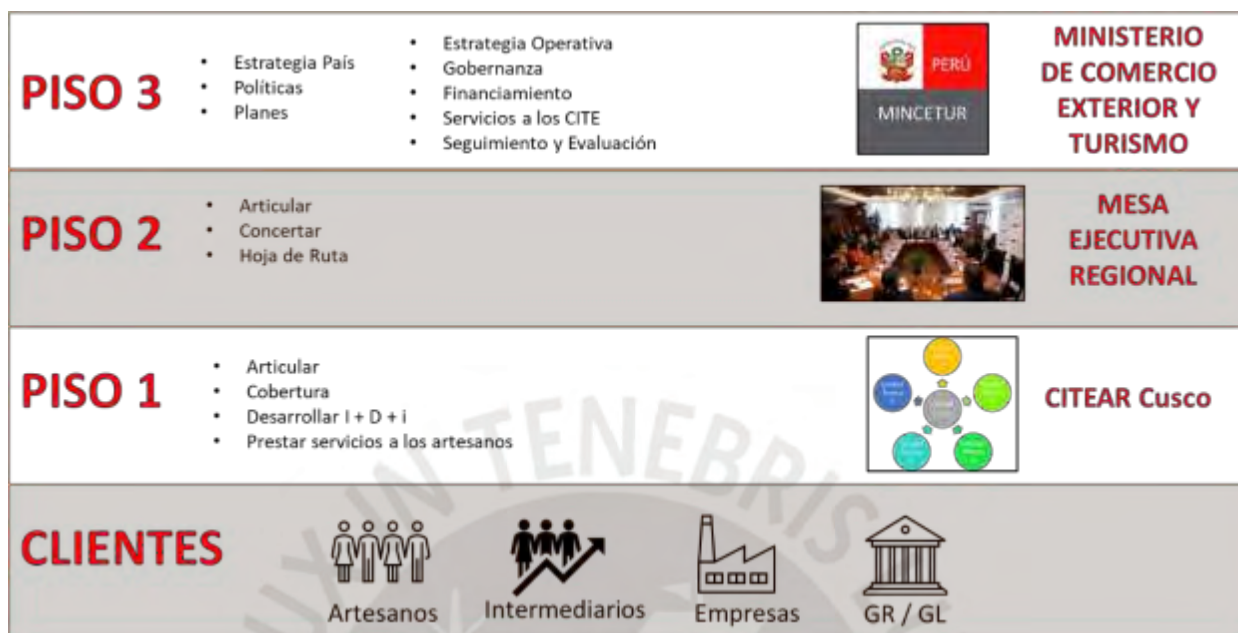 PISO 3
• Estrategia País
• Políticas
• Planes
• Estrategia Operativa
• Gobernanza
• Financiamiento
• Servicios a los CITE
• Seguimiento y Evaluación
PERÚ
MINCETUR
MINISTERIO
DE COMERCIO
EXTERIOR Y
TURISMO
PISO 2
• Articular
• Concertar
• Hoja de Ruta
MESA
EJECUTIVA
REGIONAL
PISO 1
• Articular
• Cobertura
• Desarrollar I + D + i
• Prestar servicios a los artesanos
CITEAR Cusco
CLIENTES
Artesanos
Intermediarios
Empresas
GR / GL
IN TENEBRIS